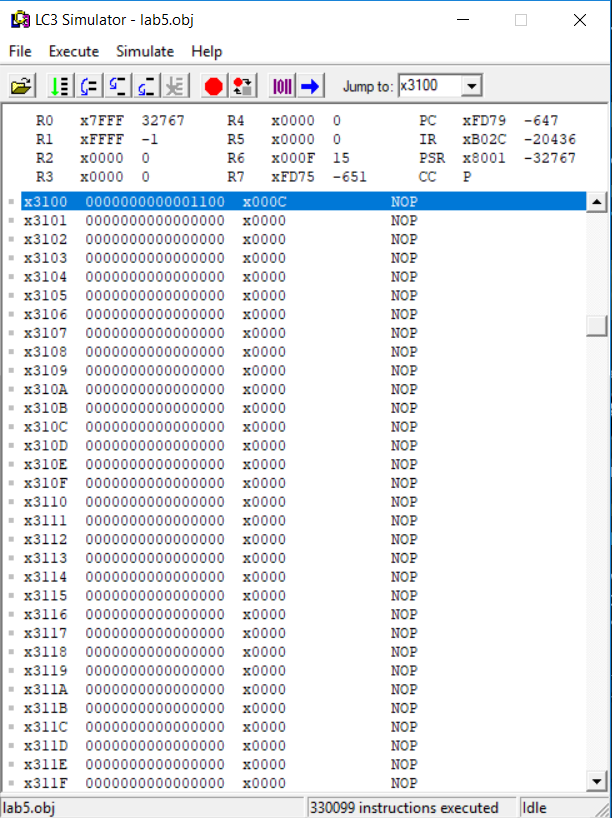 LC3 Simulator - lab5.obj
File Execute Simulate Help
Jump to: x3100
R0 x7FFF 32767 R4 x0000 0 PC xFD79 -647
R1 xFFFF -1 R5 x0000 0 IR xB02C -20436
R2 x0000 0 R6 x000F 15 PSR x8001 -32767
R3 x0000 0 R7 xFD75 -651 CC P
x3100 0000000000001100 x000C NOP
x3101 0000000000000000 x0000 NOP
x3102 0000000000000000 x0000 NOP
x3103 0000000000000000 x0000 NOP
x3104 0000000000000000 x0000 NOP
x3105 0000000000000000 x0000 NOP
x3106 0000000000000000 x0000 NOP
x3107 0000000000000000 x0000 NOP
x3108 0000000000000000 x0000 NOP
x3109 0000000000000000 x0000 NOP
x310A 0000000000000000 x0000 NOP
x310B 0000000000000000 x0000 NOP
x310C 0000000000000000 x0000 NOP
x310D 0000000000000000 x0000 NOP
x310E 0000000000000000 x0000 NOP
x310F 0000000000000000 x0000 NOP
x3110 0000000000000000 x0000 NOP
x3111 0000000000000000 x0000 NOP
x3112 0000000000000000 x0000 NOP
x3113 0000000000000000 x0000 NOP
x3114 0000000000000000 x0000 NOP
x3115 0000000000000000 x0000 NOP
x3116 0000000000000000 x0000 NOP
x3117 0000000000000000 x0000 NOP
x3118 0000000000000000 x0000 NOP
x3119 0000000000000000 x0000 NOP
x311A 0000000000000000 x0000 NOP
x311B 0000000000000000 x0000 NOP
x311C 0000000000000000 x0000 NOP
x311D 0000000000000000 x0000 NOP
x311E 0000000000000000 x0000 NOP
x311F 0000000000000000 x0000 NOP
lab5.obj 330099 instructions executed Idle